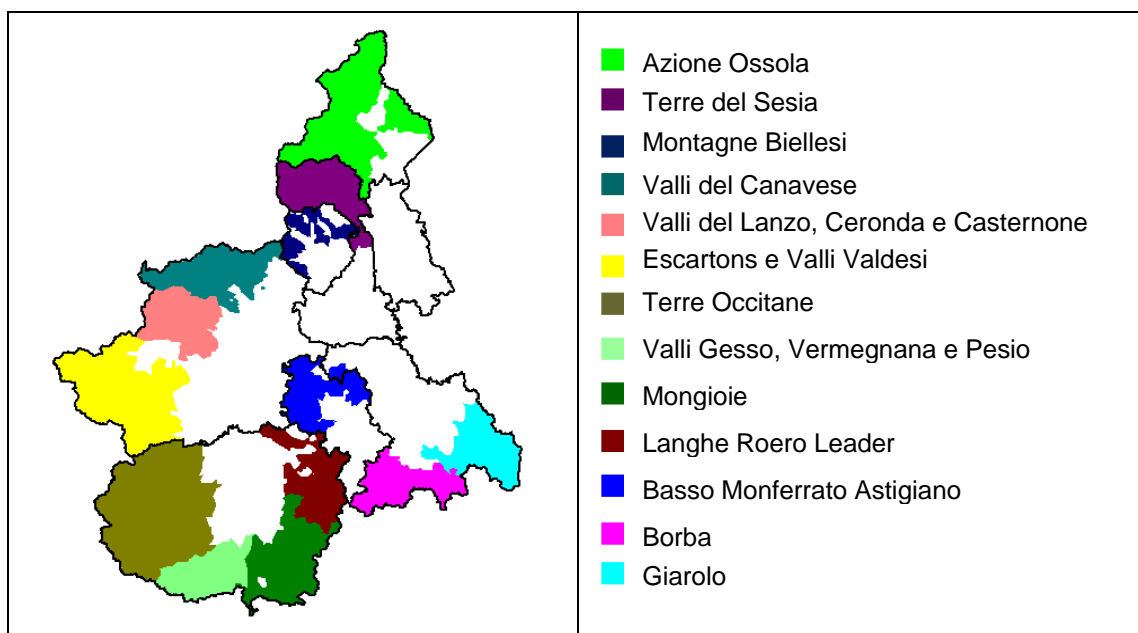 Azione Ossola
Terre del Sesia
Montagne Biellesi
Valli del Canavese
Valli del Lanzo, Ceronda e Casternone
Escartons e Valli Valdesi
Terre Occitane
Valli Gesso, Vermegnana e Pesio
Mongioie
Langhe Roero Leader
Basso Monferrato Astigiano
Borba
Giarolo